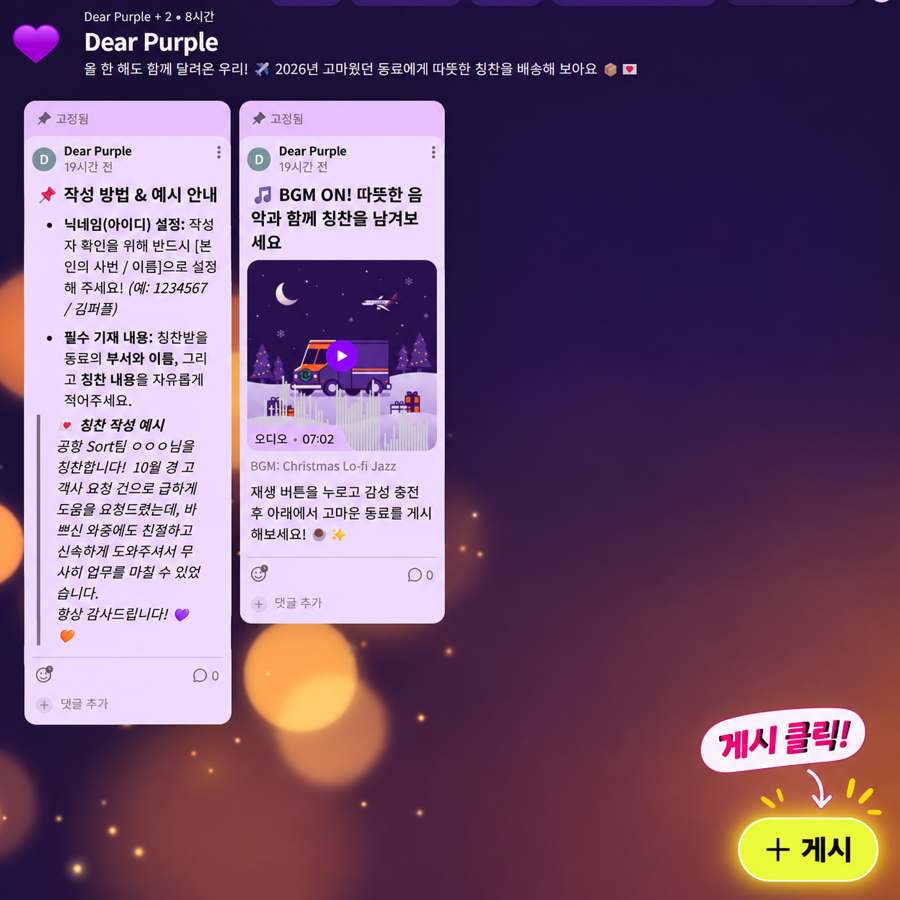 Dear Purple + 2 • 8시간
Dear Purple
올 한 해도 함께 달려온 우리! ✈️ 2026년 고마웠던 동료에게 따뜻한 칭찬을 배송해 보아요 📦 💌
고정됨
Dear Purple
19시간 전
📌 작성 방법 & 예시 안내
• 닉네임(아이디) 설정: 작성
자 확인을 위해 반드시 [본
인의 사번 / 이름]으로 설정
해 주세요! (예: 1234567
/ 김퍼플)
• 필수 기재 내용: 칭찬받을
동료의 부서와 이름, 그리
고 칭찬 내용을 자유롭게
적어주세요.
💌 칭찬 작성 예시
공항 Sort팀 ㅇㅇㅇ님을
칭찬합니다! 10월 경 고
객사 요청 건으로 급하게
도움을 요청드렸는데, 바
쁘신 와중에도 친절하고
신속하게 도와주셔서 무
사히 업무를 마칠 수 있었
습니다.
항상 감사드립니다! 💜
🧡
0
댓글 추가
고정됨
D
Dear Purple
19시간 전
🎵 BGM ON! 따뜻한 음
악과 함께 칭찬을 남겨보
세요
오디오 • 07:02
BGM: Christmas Lo-fi Jazz
재생 버튼을 누르고 감성 충전
후 아래에서 고마운 동료를 게시
해보세요! ☕ ✨
0
댓글 추가
게시 클릭!
+ 게시